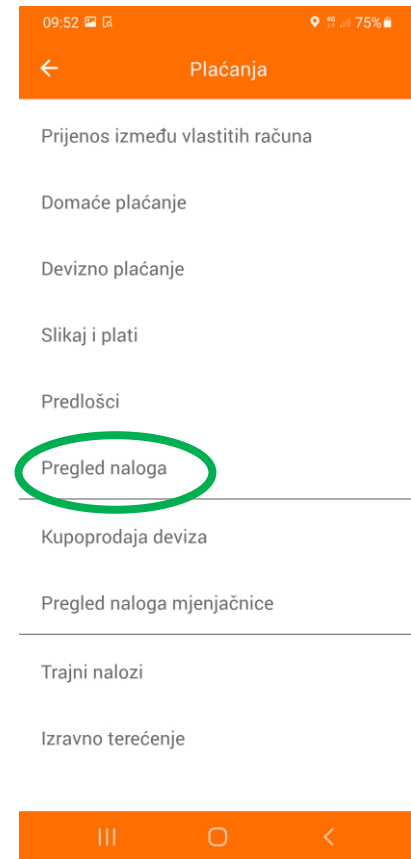 09:52 4G 75%
Plaćanja
Prijenos između vlastitih računa
Domaće plaćanje
Devizno plaćanje
Slikaj i plati
Predlošci
Pregled naloga
Kupoprodaja deviza
Pregled naloga mjenjačnice
Trajni nalozi
Izravno terećenje